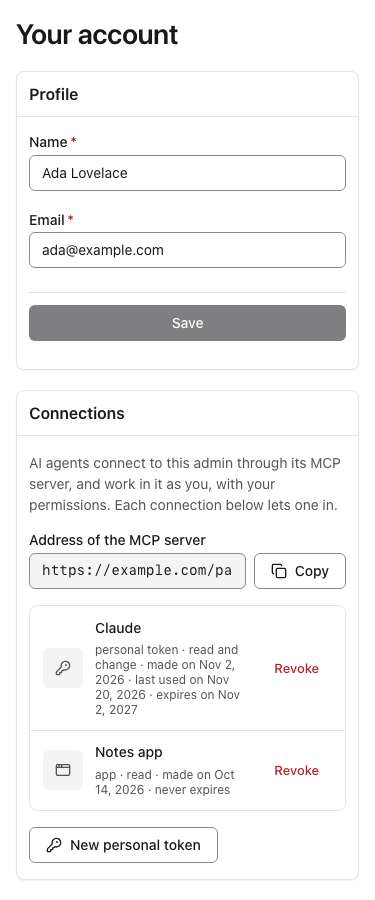 Your account
Profile
Name *
Ada Lovelace
Email *
ada@example.com
Save
Connections
AI agents connect to this admin through its MCP
server, and work in it as you, with your
permissions. Each connection below lets one in.
Address of the MCP server
https://example.com/pa
Copy
Claude
personal token · read and
change · made on Nov 2,
2026 · last used on Nov
20, 2026 · expires on Nov
2, 2027
Revoke
Notes app
app · read · made on Oct
14, 2026 · never expires
Revoke
New personal token